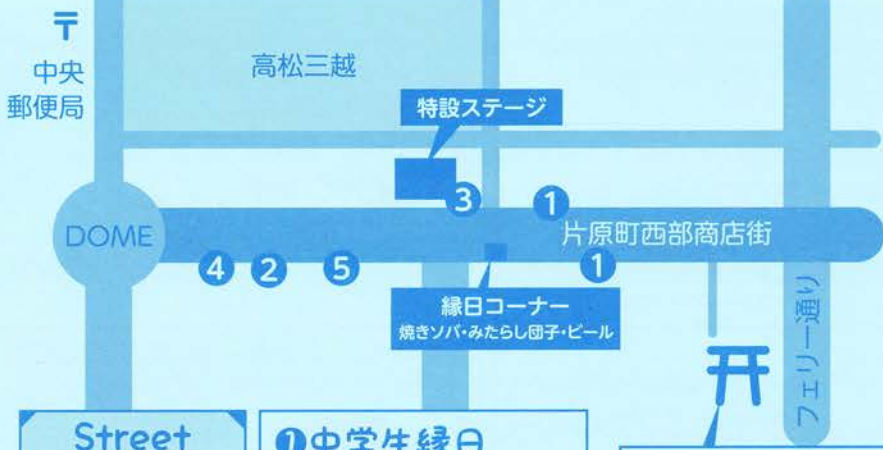 〒
中央
郵便局
高松三越
特設ステージ
③
①
DOME
片原町西部商店街
④
②
⑤
①
縁日コーナー
焼きソバ・みたらし団子・ビール
フェリー通り
Street
❶中学生縁日